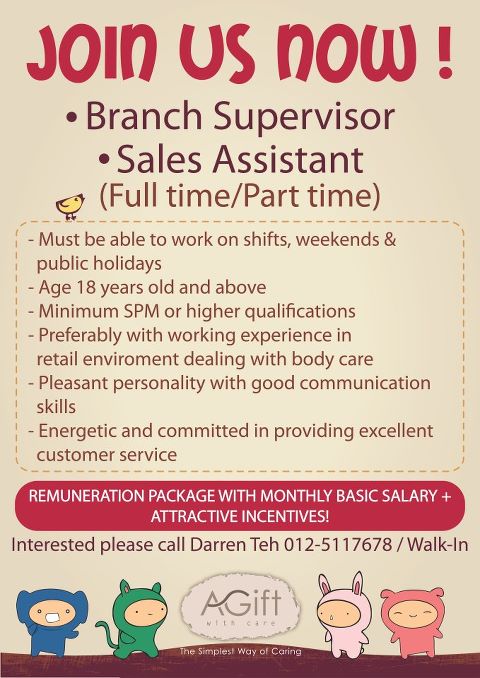 JOIN US NOW !
• Branch Supervisor
• Sales Assistant
(Full time/Part time)
- Must be able to work on shifts, weekends &
public holidays
- Age 18 years old and above
- Minimum SPM or higher qualifications
- Preferably with working experience in
retail enviroment dealing with body care
- Pleasant personality with good communication
skills
- Energetic and committed in providing excellent
customer service
REMUNERATION PACKAGE WITH MONTHLY BASIC SALARY +
ATTRACTIVE INCENTIVES!
Interested please call Darren Teh 012-5117678 / Walk-In
AGift
with care
The Simplest Way of Caring